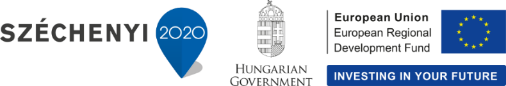 SZÉCHENYI 2020
HUNGARIAN
GOVERNMENT
European Union
European Regional
Development Fund
INVESTING IN YOUR FUTURE